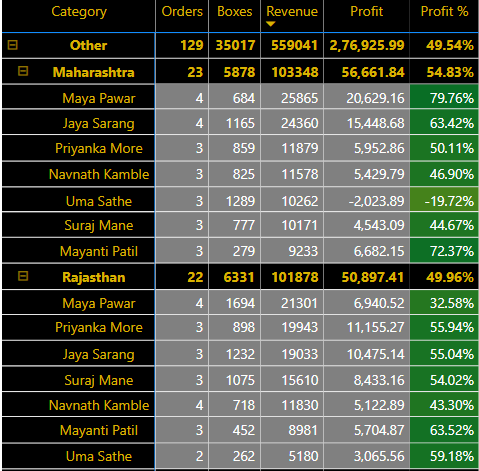 Category Orders Boxes Revenue Profit Profit %
Other 129 35017 559041 2,76,925.99 49.54%
Maharashtra 23 5878 103348 56,661.84 54.83%
Maya Pawar 4 684 25865 20,629.16 79.76%
Jaya Sarang 4 1165 24360 15,448.68 63.42%
Priyanka More 3 859 11879 5,952.86 50.11%
Navnath Kamble 3 825 11578 5,429.79 46.90%
Uma Sathe 3 1289 10262 -2,023.89 -19.72%
Suraj Mane 3 777 10171 4,543.09 44.67%
Mayanti Patil 3 279 9233 6,682.15 72.37%
Rajasthan 22 6331 101878 50,897.41 49.96%
Maya Pawar 4 1694 21301 6,940.52 32.58%
Priyanka More 3 898 19943 11,155.27 55.94%
Jaya Sarang 3 1232 19033 10,475.14 55.04%
Suraj Mane 3 1075 15610 8,433.16 54.02%
Navnath Kamble 4 718 11830 5,122.89 43.30%
Mayanti Patil 3 452 8981 5,704.87 63.52%
Uma Sathe 2 262 5180 3,065.56 59.18%